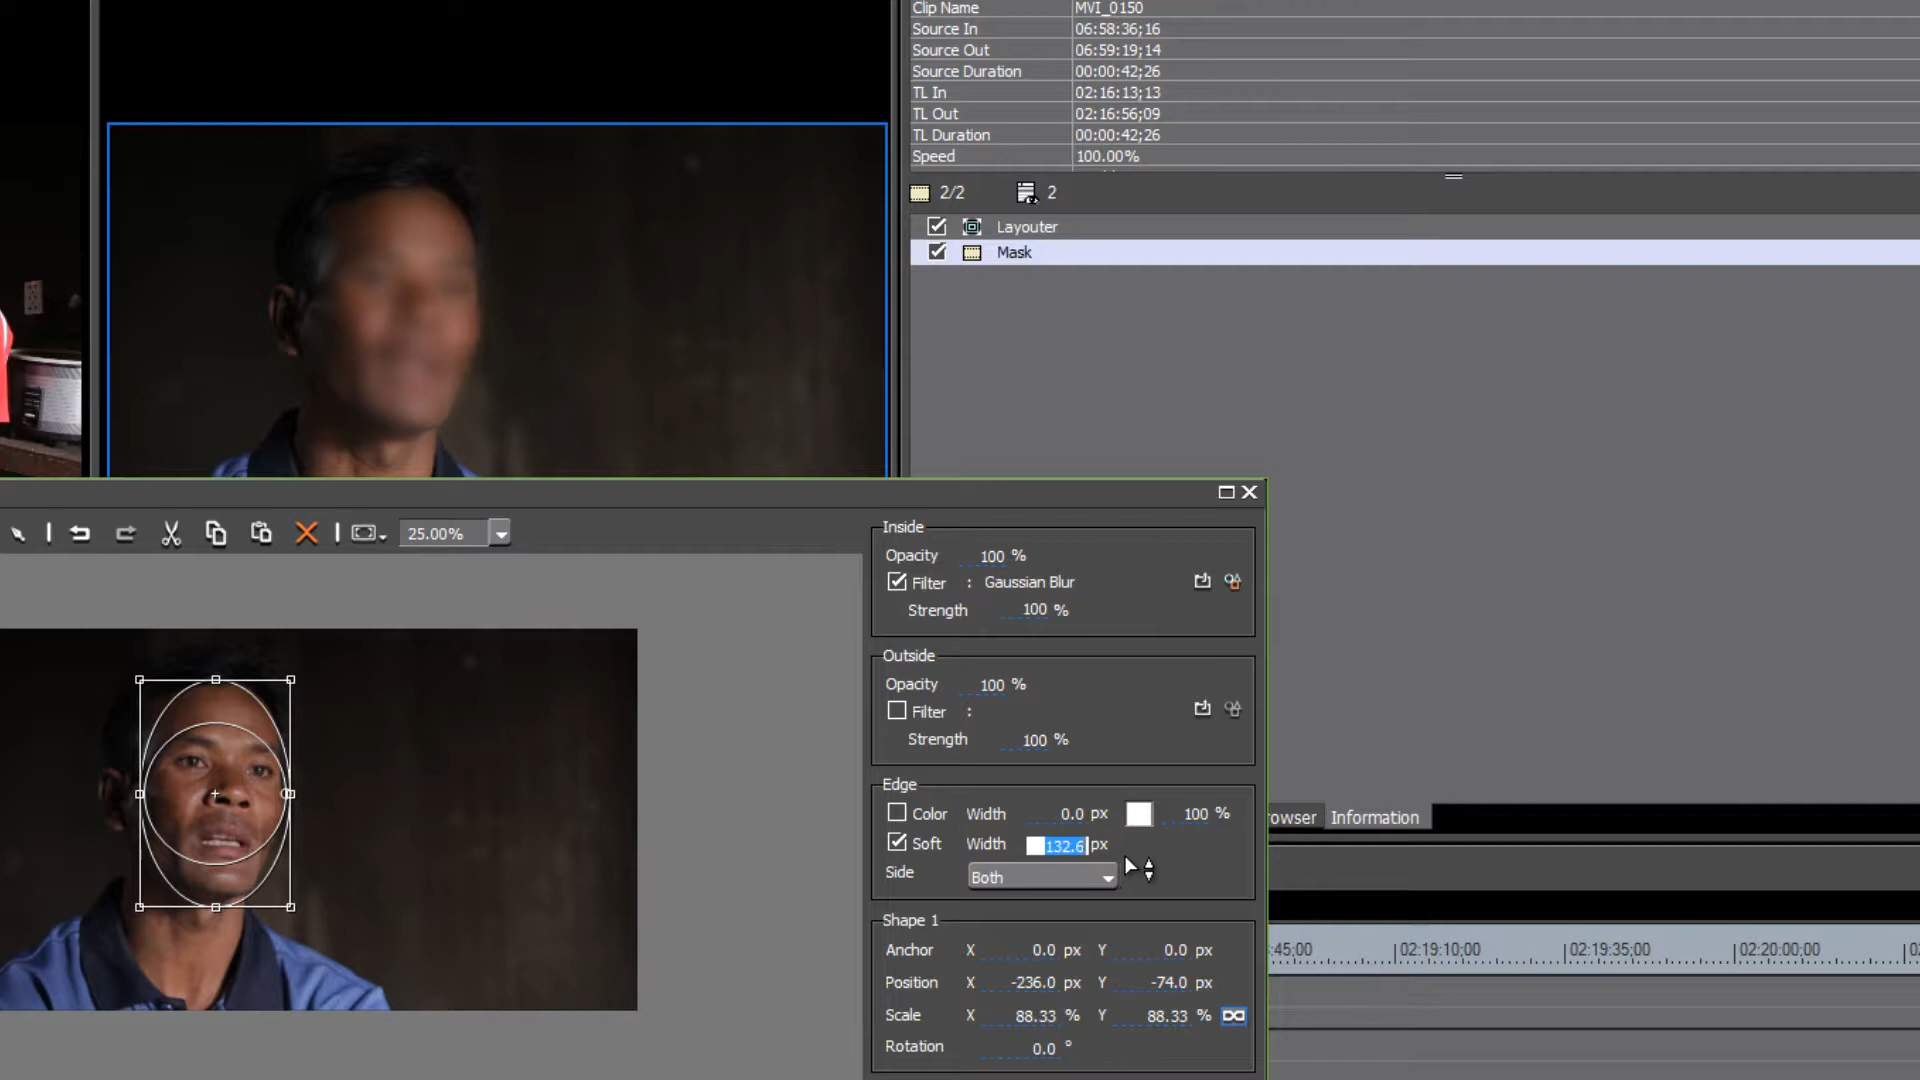 Clip Name MVI_0150
Source In 06:58:36;16
Source Out 06:59:19;14
Source Duration 00:00:42;26
TL In 02:16:13;13
TL Out 02:16:56;09
TL Duration 00:00:42;26
Speed 100.00%
2/2 2
Layouter
Mask
25.00%
Inside
Opacity 100 %
Filter : Gaussian Blur
Strength 100 %
Outside
Opacity 100 %
Filter :
Strength 100 %
Edge
Color Width 0.0 px 100 %
Soft Width 132.6 px
Side Both
rowser Information
Shape 1
Anchor X 0.0 px Y 0.0 px
Position X -236.0 px Y -74.0 px
Scale X 88.33 % Y 88.33 %
Rotation 0.0 °
:45:00 02:19:10;00 02:19:35;00 02:20:00;00